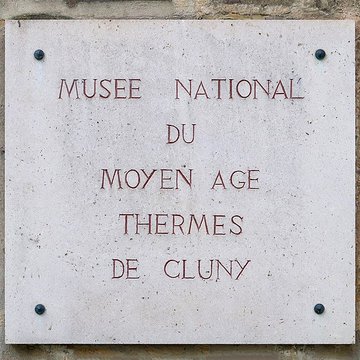 MUSEE NATIONAL
DU
MOYEN AGE
THERMES
DE CLUNY